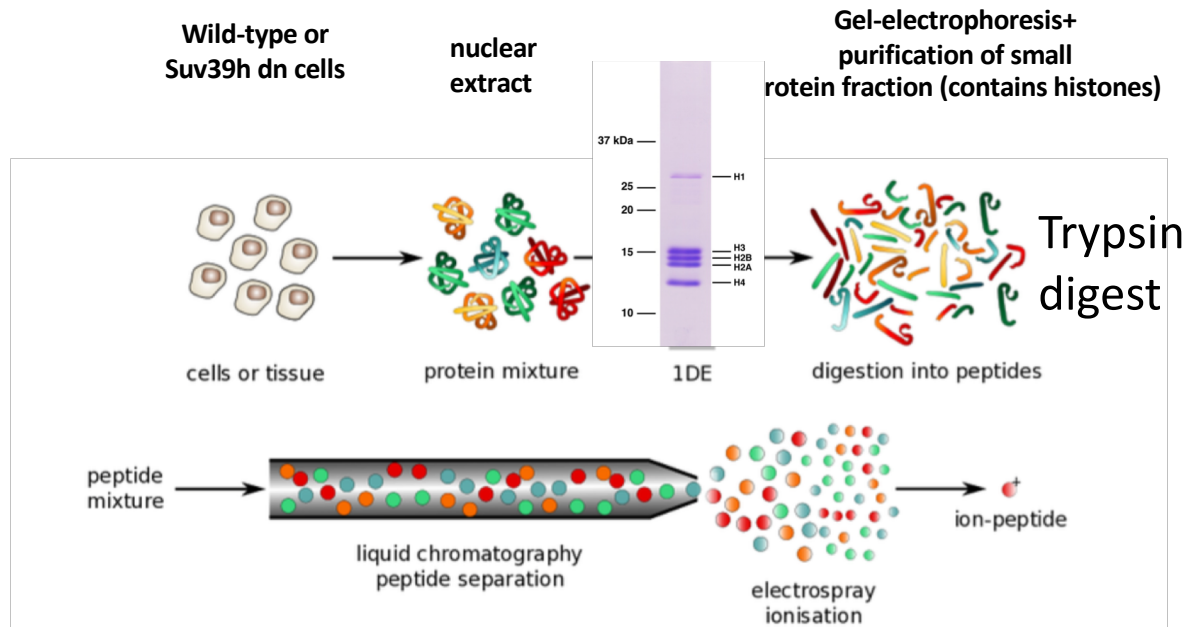 Wild-type or
Suv39h dn cells
nuclear
extract
Gel-electrophoresis+
purification of small
rotein fraction (contains histones)
37 kDa
25
20
15
10
H1
H3
H2B
H2A
H4
Trypsin
digest
cells or tissue
protein mixture
1DE
digestion into peptides
peptide
mixture
liquid chromatography
peptide separation
electrospray
ionisation
+
ion-peptide